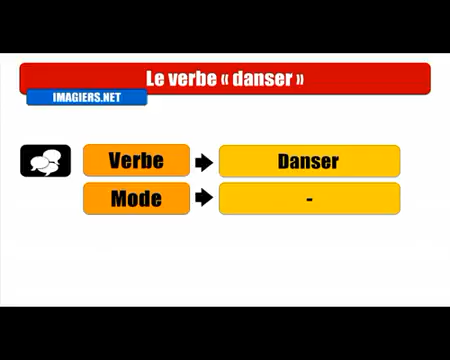 Le verbe « danser »
IMAGIERS.NET
Verbe Danser
Mode -